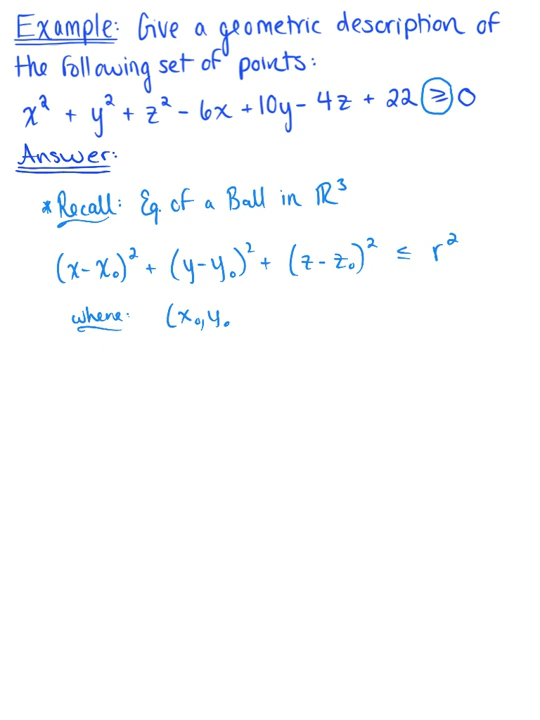 Example: Give a geometric description of
the following set of points:
x² + y² + z² - 6x + 10y - 4z + 22 ≥ 0
Answer:
* Recall: Eq. of a Ball in ℝ³
(x-x₀)² + (y-y₀)² + (z-z₀)² ≤ r²
where: (x₀,y₀